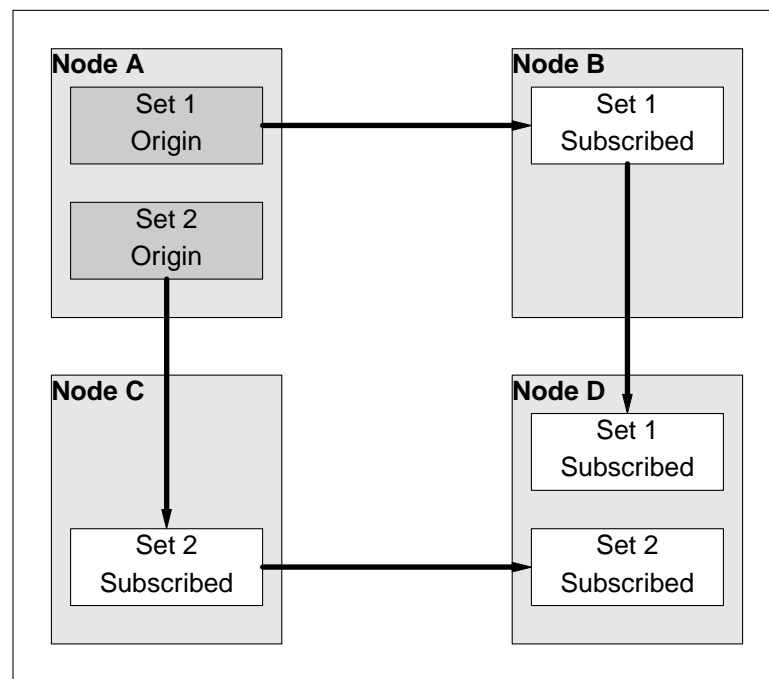 Node A
Set 1
Origin
Set 2
Origin
Node B
Set 1
Subscribed
Node C
Set 2
Subscribed
Node D
Set 1
Subscribed
Set 2
Subscribed